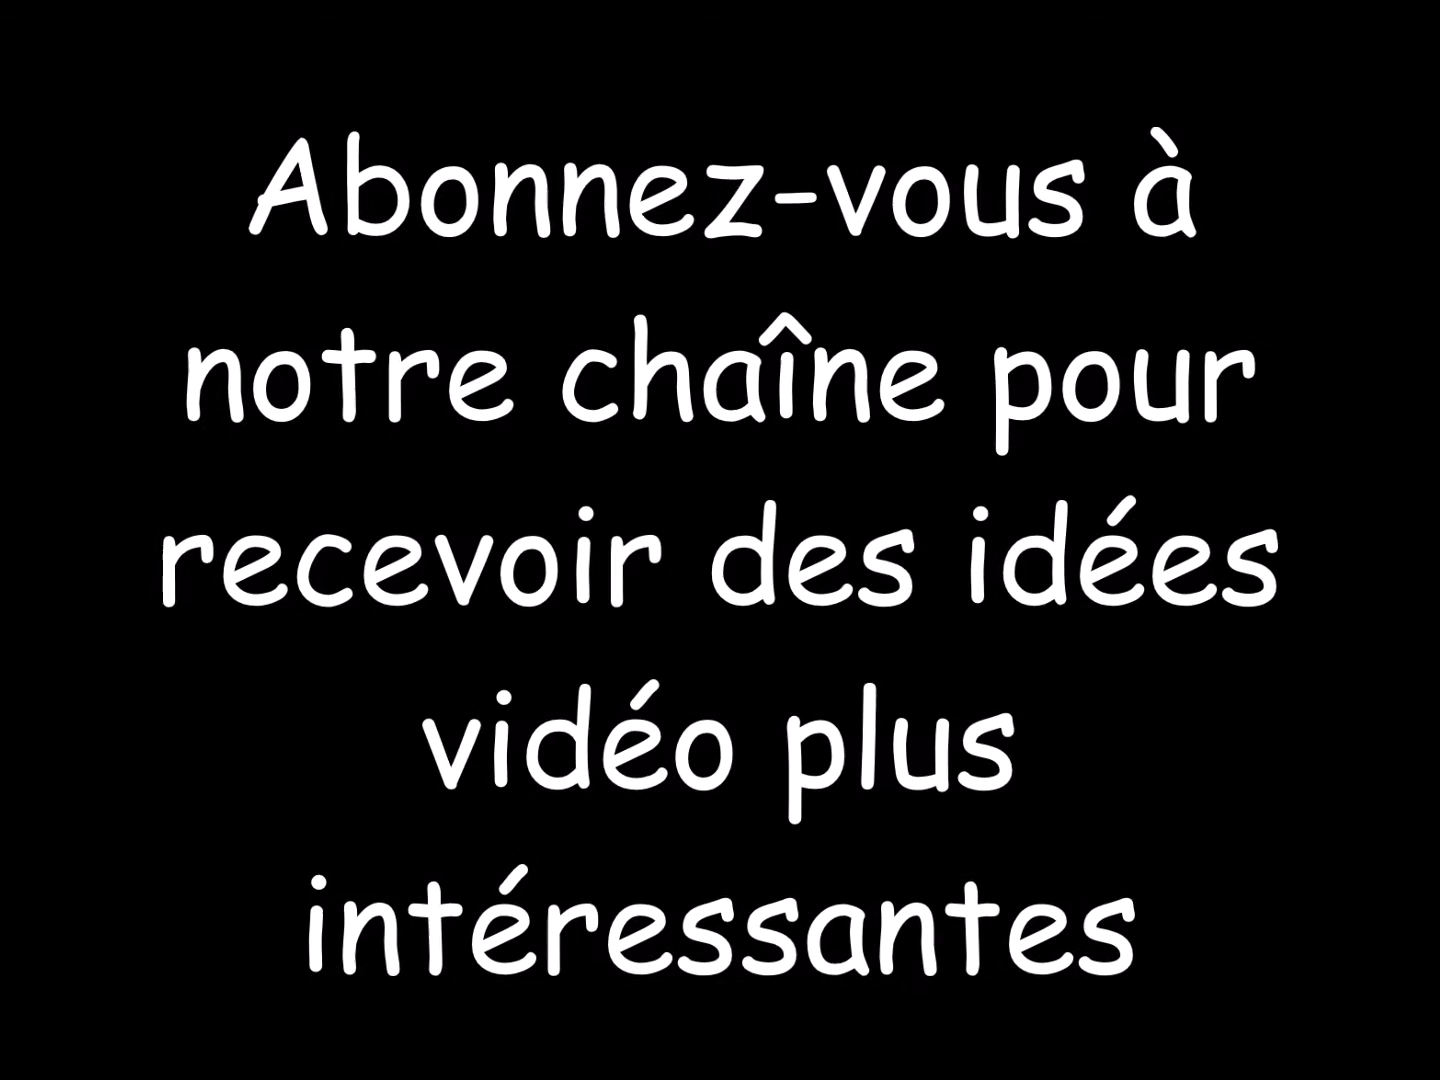 Abonnez-vous à
notre chaîne pour
recevoir des idées
vidéo plus
intéressantes